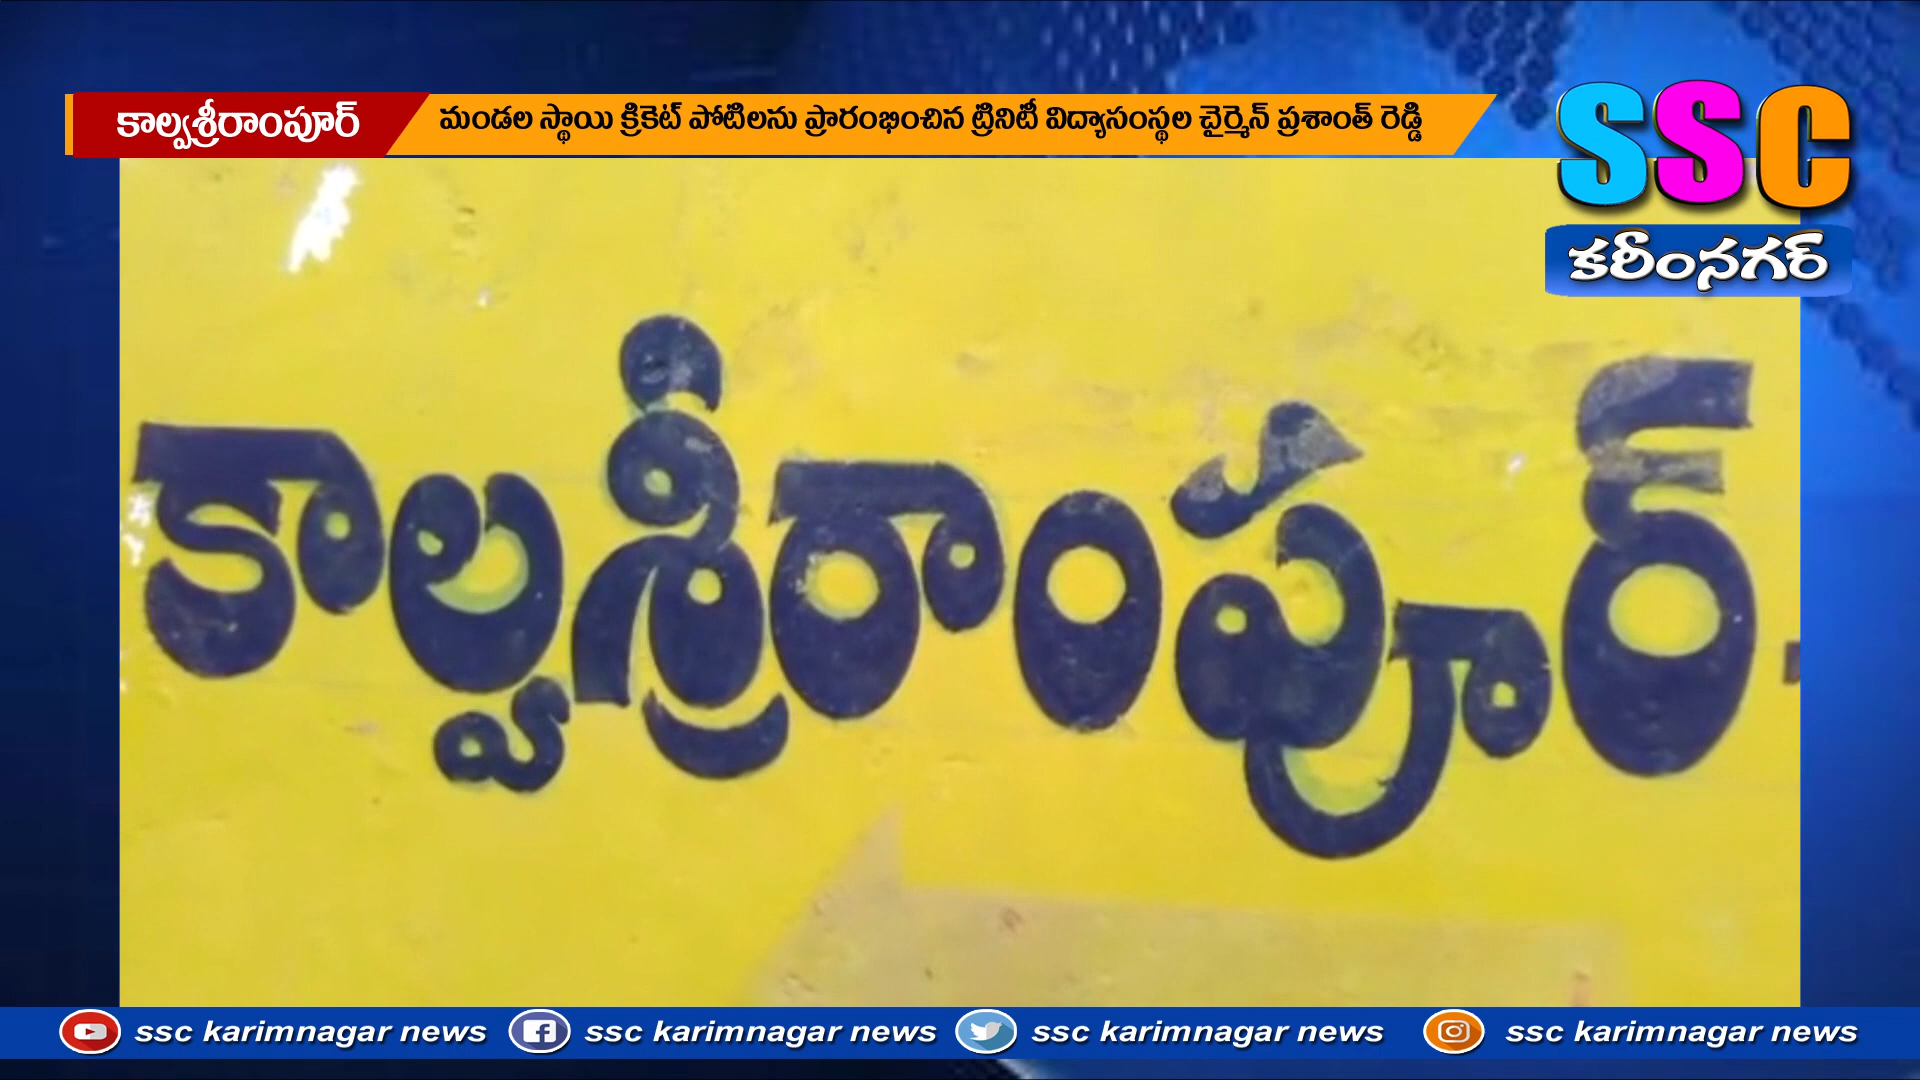 కాల్వశ్రీరాంపూర్ మండల స్థాయి క్రికెట్ పోటీలను ప్రారంభించిన ట్రినిటీ విద్యాసంస్థల చైర్మెన్ ప్రశాంత్ రెడ్డి
SSC
కరీంనగర్
కాల్వశ్రీరాంపూర్
ssc karimnagar news ssc karimnagar news ssc karimnagar news ssc karimnagar news